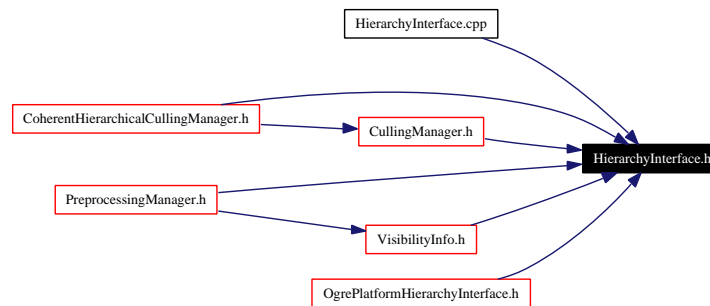 HierarchyInterface.cpp
CoherentHierarchicalCullingManager.h
CullingManager.h
HierarchyInterface.h
PreprocessingManager.h
VisibilityInfo.h
OgrePlatformHierarchyInterface.h